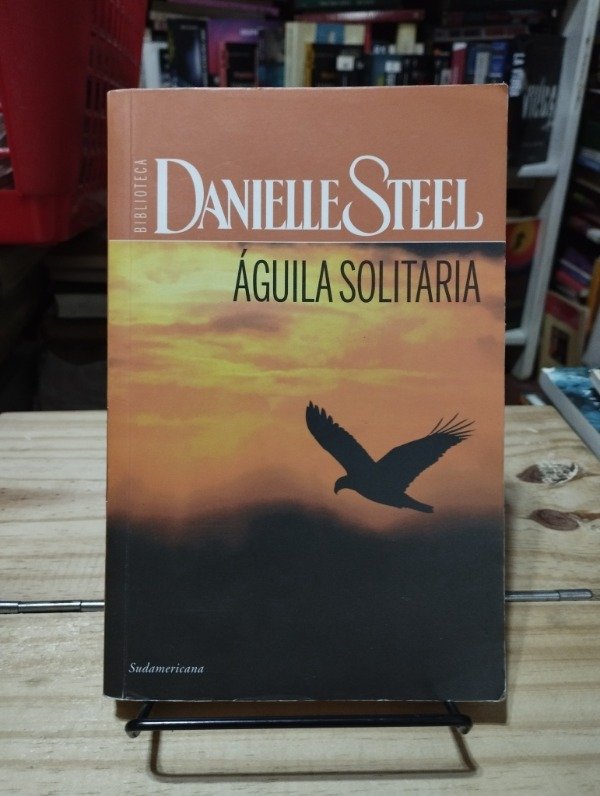 BIBLIOTECA
DANIELLE STEEL
ÁGUILA SOLITARIA
Sudamericana